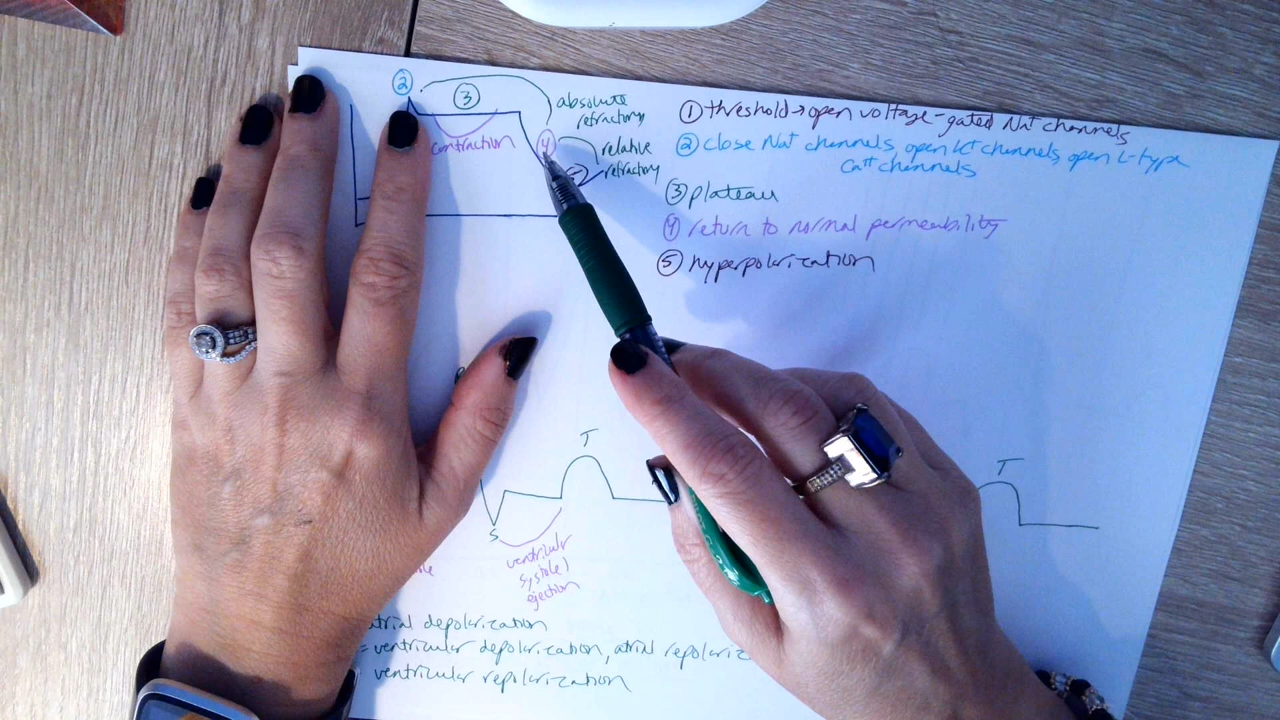 2
3
absolute
refractory
① threshold → open voltage-gated Na+ channels
② close Na+ channels, open K+ channels, open L-type
Ca++ channels
contraction
4
relative
refractory
③ plateau
④ return to normal permeability
⑤ hyperpolarization
T
T
S
ventricular
systole)
ejection
atrial depolarization
= ventricular depolarization, atrial repolariz
ventricular repolarization